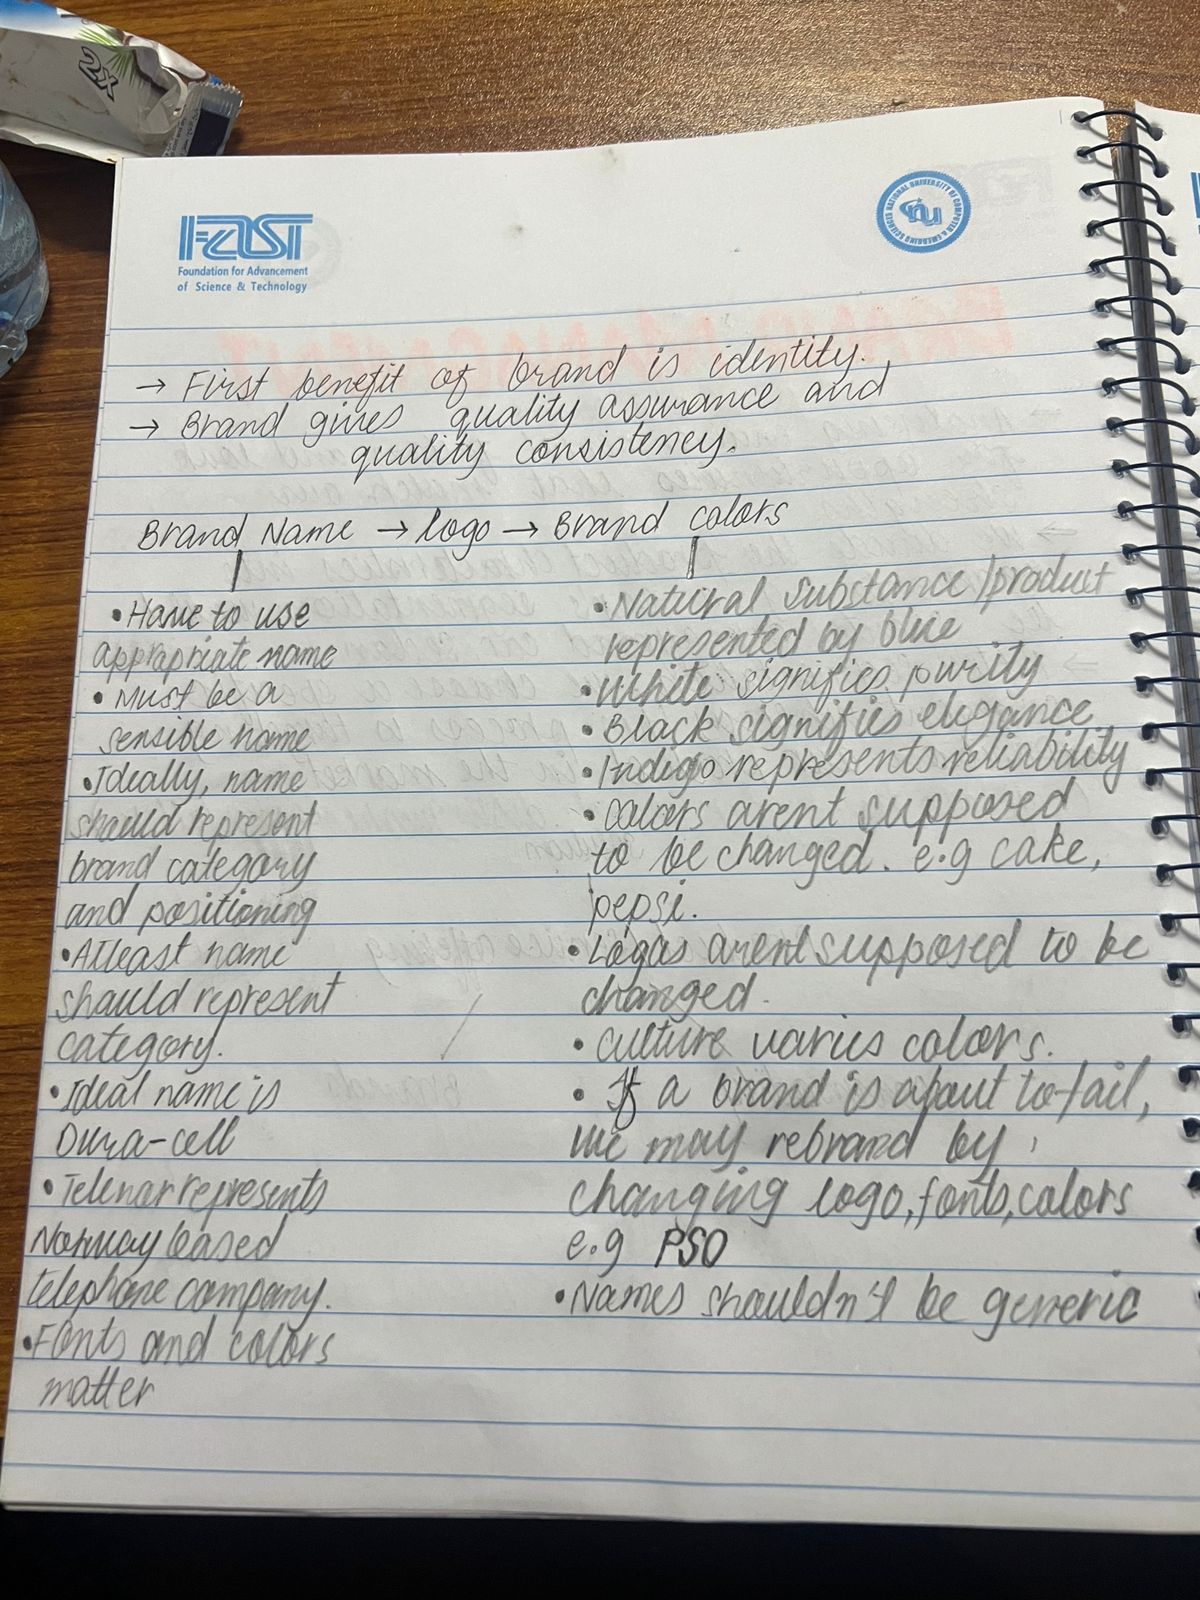 2x
FAST
Foundation for Advancement
of Science & Technology
NATIONAL UNIVERSITY OF COMPUTER & EMERGING SCIENCES
nu
→ First benefit of brand is identity.
→ Brand gives quality assurance and
quality consistency.
Brand Name → logo → Brand colors
• Have to use
appropriate name
• Must be a
sensible name
• Ideally, name
should represent
brand category
and positioning
• Atleast name
should represent
category.
• Ideal name is
Dura-cell
• Telenor represents
Norway based
telephone company.
• Fonts and colors
matter
• Natural substance/product
represented by blue
• White signifies purity
• Black signifies elegance
• Indigo represents reliability
• Colors arent supposed
to be changed. e.g cake,
pepsi.
• Logos arent supposed to be
changed.
• culture varies colors.
• If a brand is about to fail,
we may rebrand by
changing logo, fonts, colors
e.g PSO
• Names shouldn't be generic